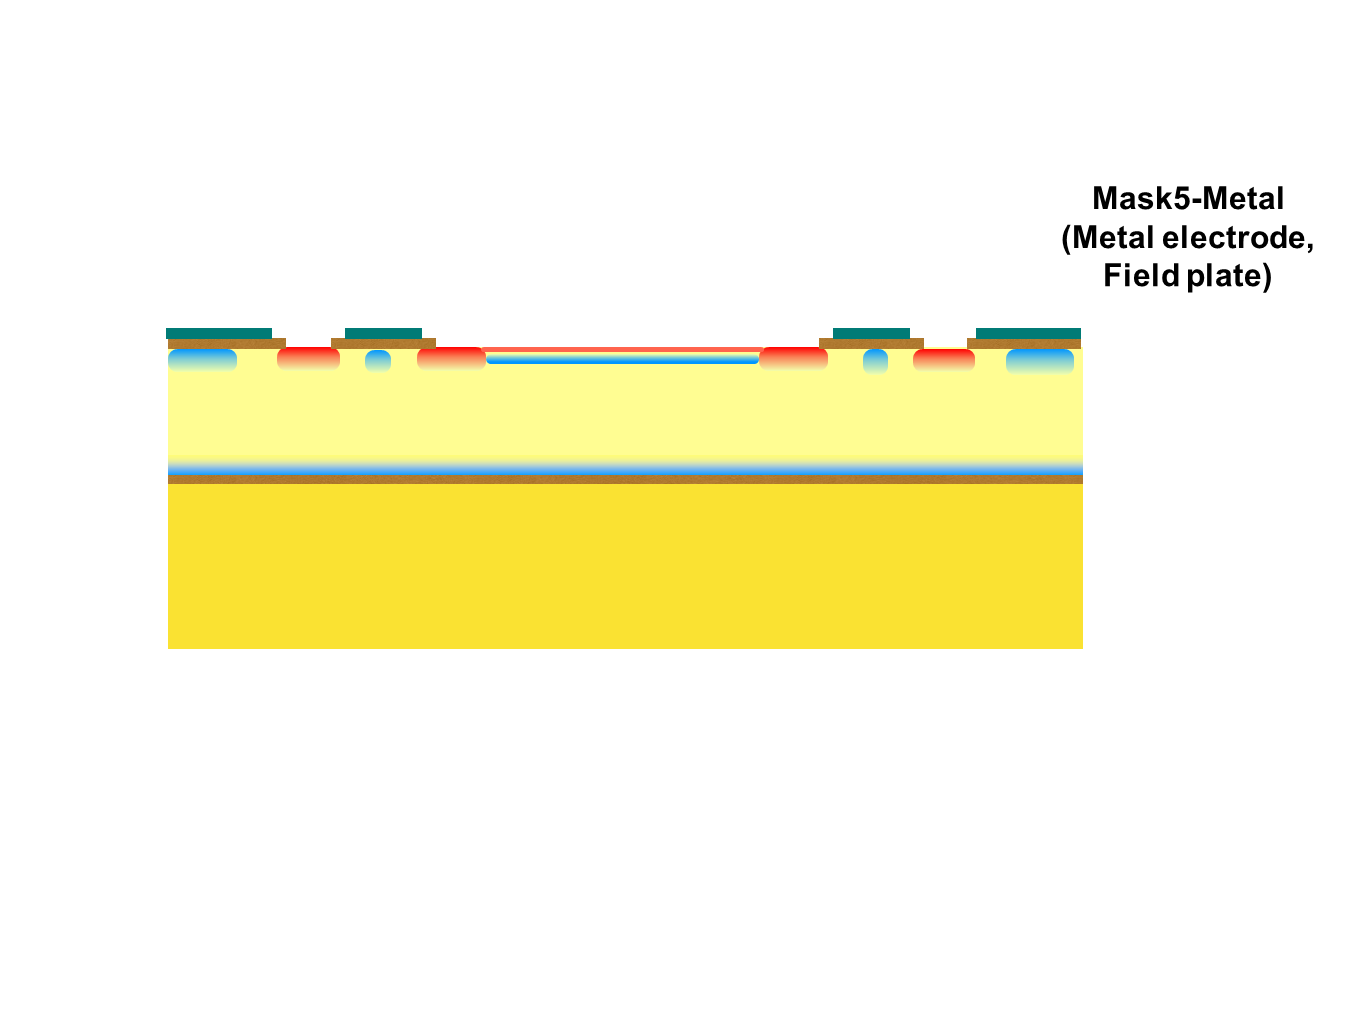 Mask5-Metal
(Metal electrode,
Field plate)